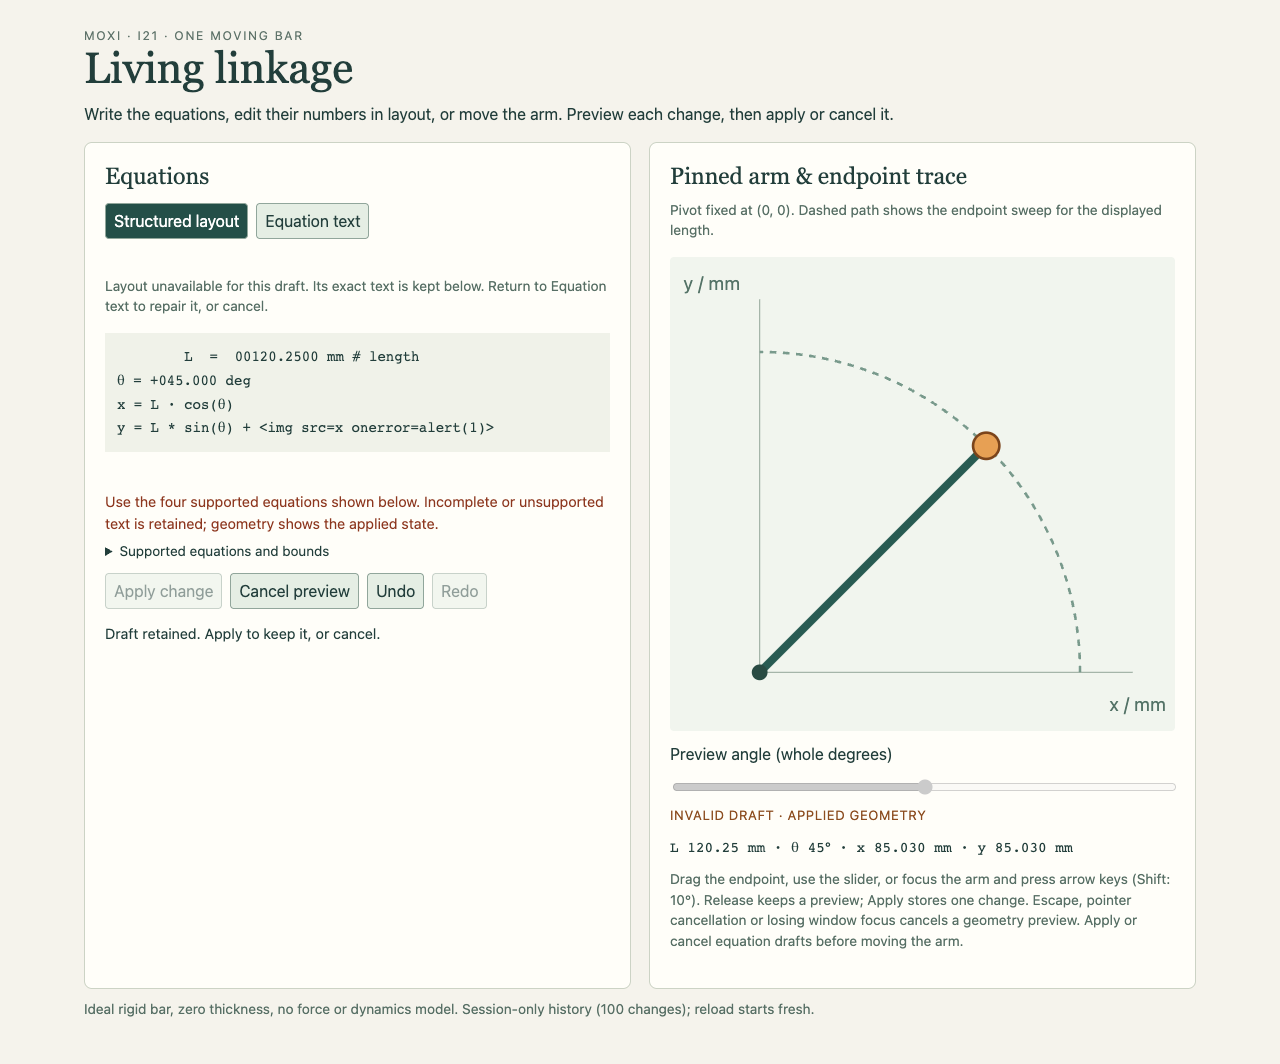 MOXI · I21 · ONE MOVING BAR
Living linkage
Write the equations, edit their numbers in layout, or move the arm. Preview each change, then apply or cancel it.
Equations
Structured layout
Equation text
Layout unavailable for this draft. Its exact text is kept below. Return to Equation
text to repair it, or cancel.
L  =  00120.2500 mm # length
θ = +045.000 deg
x = L · cos(θ)
y = L * sin(θ) + <img src=x onerror=alert(1)>
Use the four supported equations shown below. Incomplete or unsupported
text is retained; geometry shows the applied state.
▶ Supported equations and bounds
Apply change
Cancel preview
Undo
Redo
Draft retained. Apply to keep it, or cancel.
Pinned arm & endpoint trace
Pivot fixed at (0, 0). Dashed path shows the endpoint sweep for the displayed
length.
y / mm
x / mm
Preview angle (whole degrees)
INVALID DRAFT · APPLIED GEOMETRY
L 120.25 mm · θ 45° · x 85.030 mm · y 85.030 mm
Drag the endpoint, use the slider, or focus the arm and press arrow keys (Shift:
10°). Release keeps a preview; Apply stores one change. Escape, pointer
cancellation or losing window focus cancels a geometry preview. Apply or
cancel equation drafts before moving the arm.
Ideal rigid bar, zero thickness, no force or dynamics model. Session-only history (100 changes); reload starts fresh.